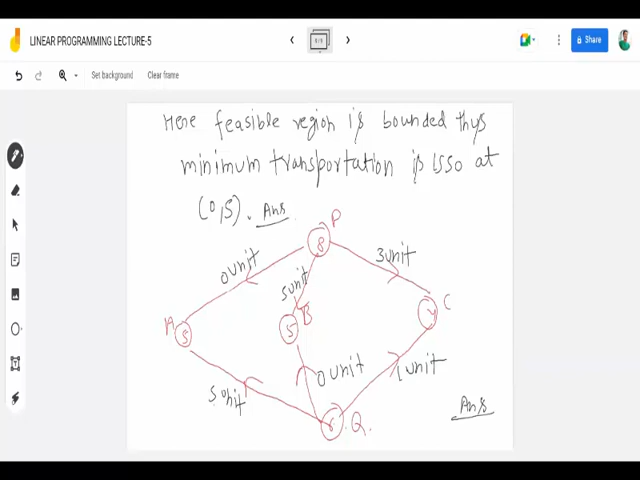 LINEAR PROGRAMMING LECTURE-5
Share
Set background
Clear frame
Here feasible region is bounded thus
minimum transportation is 1550 at
(0,5). Ans
P
8
0 unit
5 unit
3 unit
A
5
B
5
C
4
5 unit
0 unit
1 unit
6
Q.
Ans